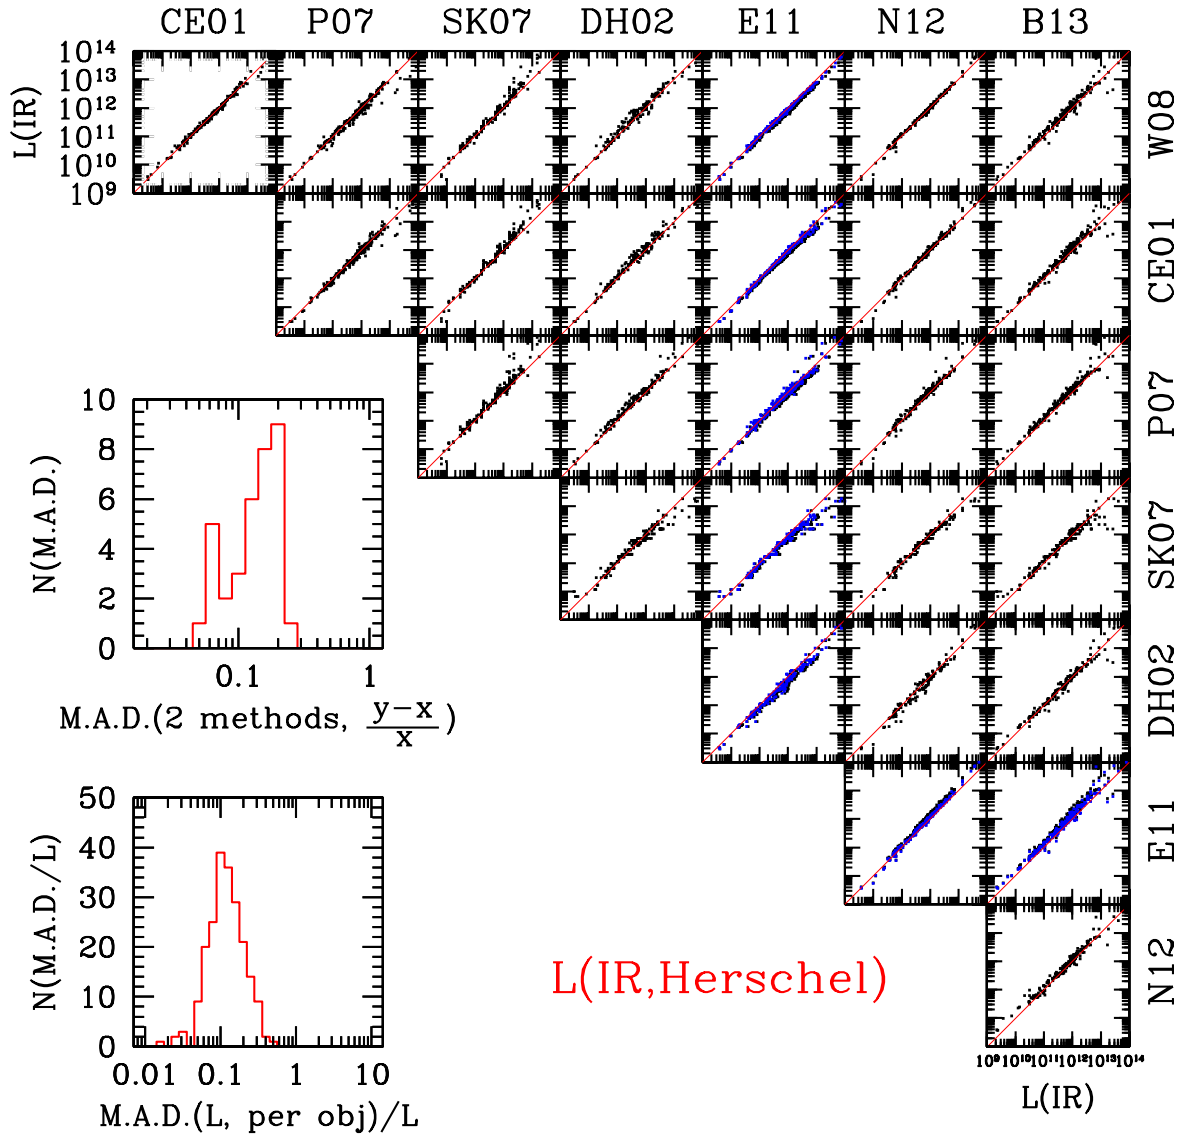 CE01 P07 SK07 DH02 E11 N12 B13
10^14
10^13
10^12
10^11
10^10
10^9
L(IR)
W08
CE01
P07
SK07
DH02
E11
N12
10
8
6
4
2
0
N(M.A.D.)
0.1 1
M.A.D.(2 methods, y−x/x)
50
40
30
20
10
0
N(M.A.D./L)
0.01 0.1 1 10
M.A.D.(L, per obj)/L
L(IR,Herschel)
10^9 10^10 10^11 10^12 10^13 10^14
L(IR)